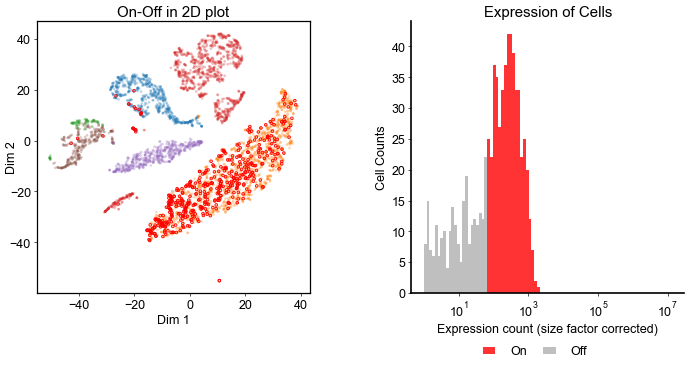 On-Off in 2D plot
40
20
0
−20
−40
Dim 2
−40 −20 0 20 40
Dim 1
Expression of Cells
40
35
30
25
20
15
10
5
0
Cell Counts
10^1 10^3 10^5 10^7
Expression count (size factor corrected)
On Off